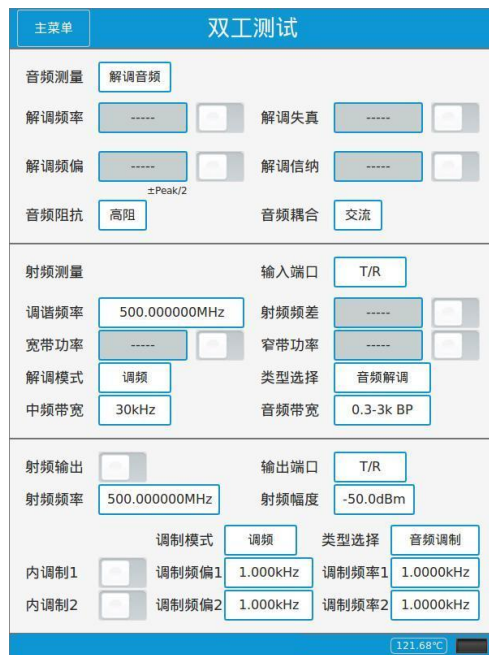 主菜单 双工测试
音频测量 解调音频
解调频率 ----- 解调失真 -----
解调频偏 ----- 解调信纳 -----
±Peak/2
音频阻抗 高阻 音频耦合 交流
射频测量 输入端口 T/R
调谐频率 500.000000MHz 射频频差 -----
宽带功率 ----- 窄带功率 -----
解调模式 调频 类型选择 音频解调
中频带宽 30kHz 音频带宽 0.3-3k BP
射频输出 输出端口 T/R
射频频率 500.000000MHz 射频幅度 -50.0dBm
调制模式 调频 类型选择 音频调制
内调制1 调制频偏1 1.000kHz 调制频率1 1.0000kHz
内调制2 调制频偏2 1.000kHz 调制频率2 1.0000kHz
121.68℃